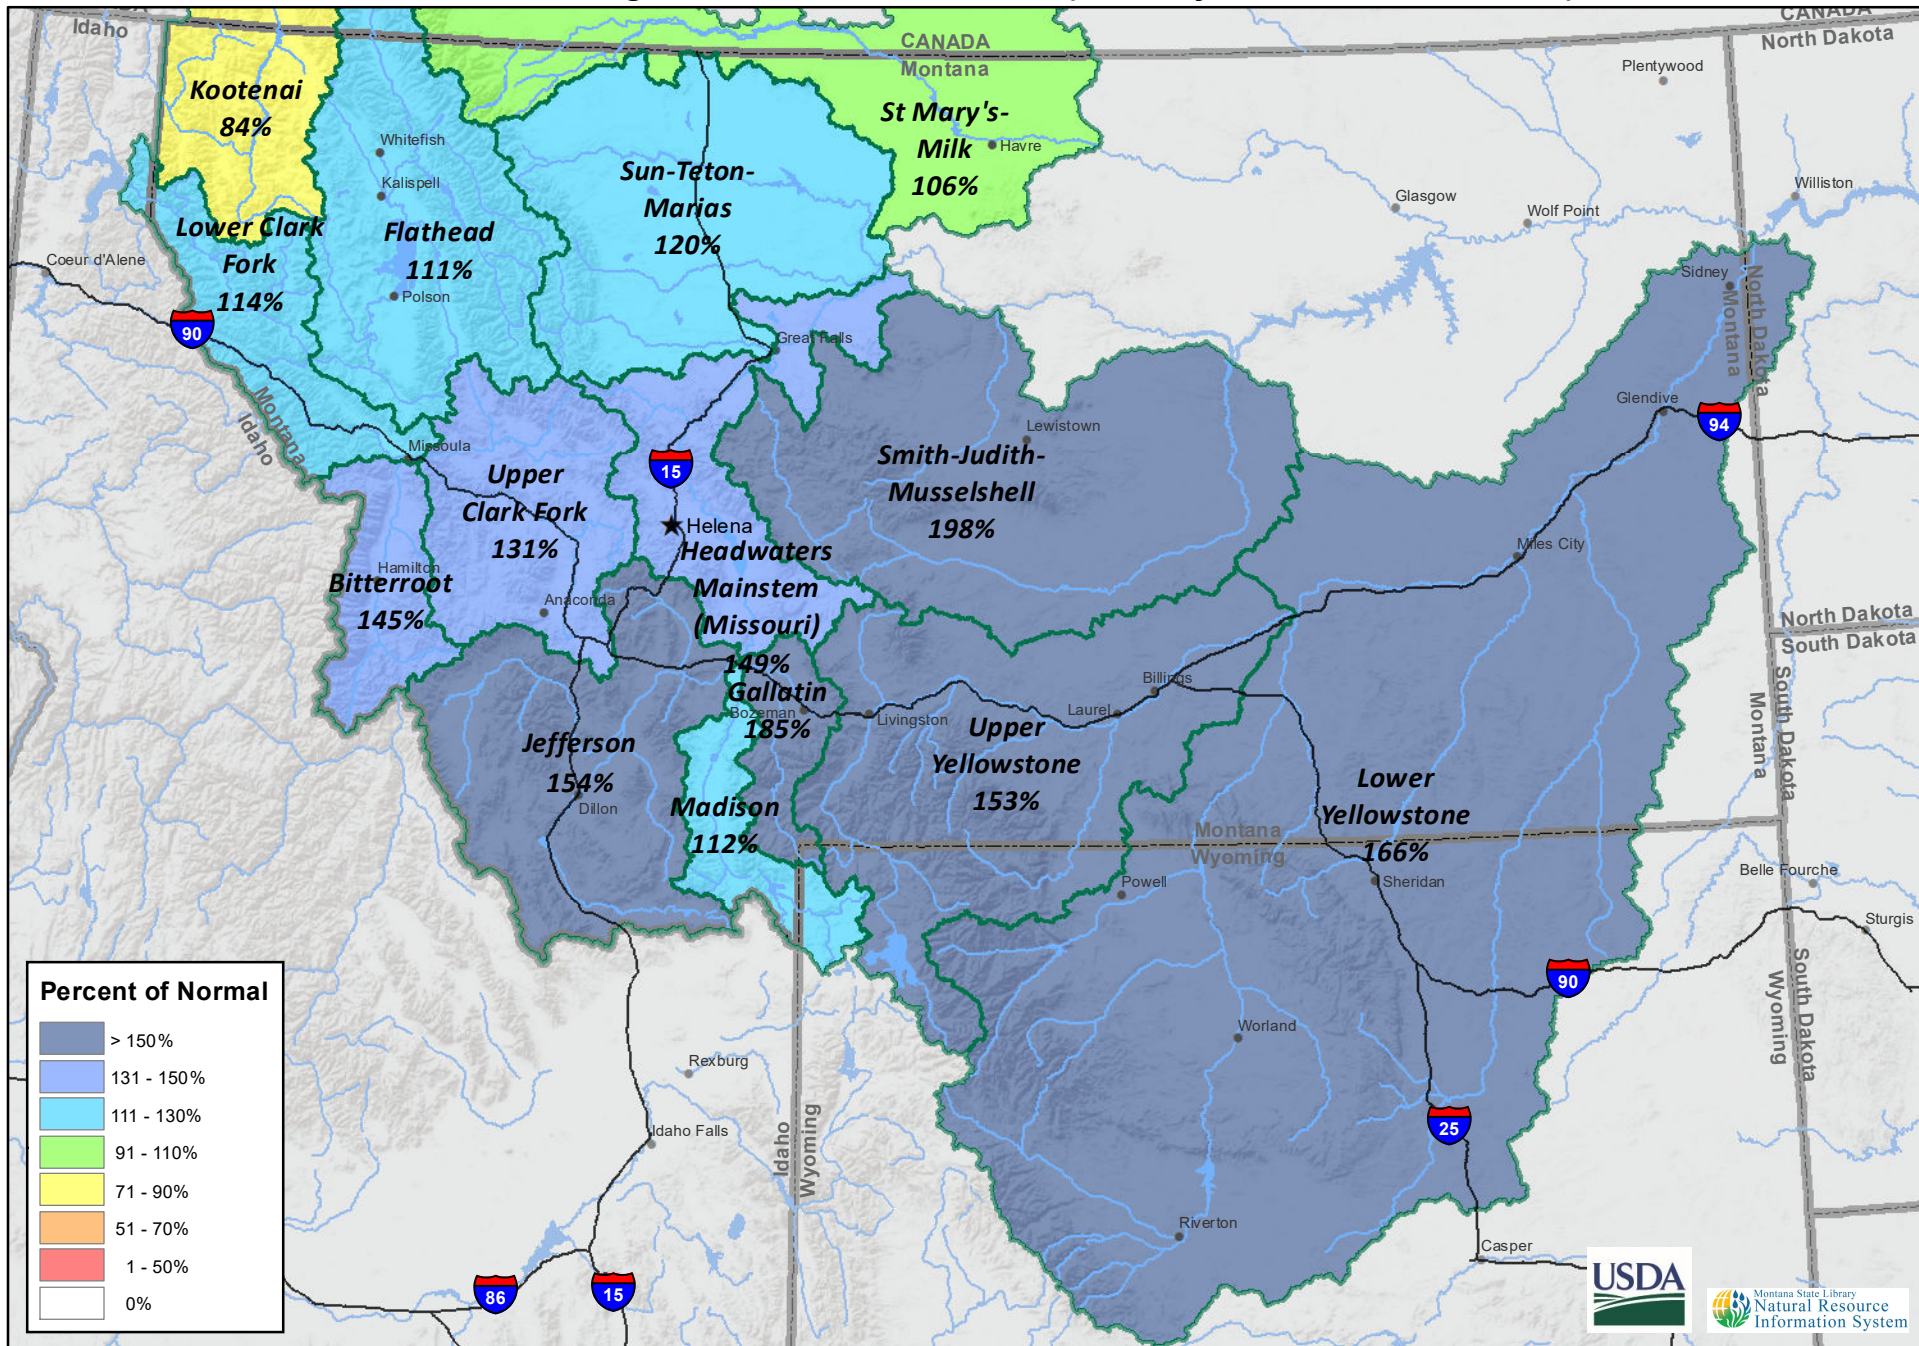 CANADA
Idaho
CANADA
Montana
CANADA
North Dakota
Plentywood
Kootenai
84%
Whitefish
Kalispell
St Mary's-
Milk
106%
Havre
Sun-Teton-
Marias
120%
Glasgow
Wolf Point
Williston
Lower Clark
Fork
114%
Flathead
111%
Polson
Coeur d'Alene
90
Sidney
North Dakota
Montana
Great Falls
Glendive
94
Montana
Idaho
Missoula
Lewistown
Smith-Judith-
Musselshell
198%
15
Upper
Clark Fork
131%
Helena
Headwaters
Mainstem
(Missouri)
149%
Miles City
Hamilton
Bitterroot
145%
Anaconda
North Dakota
South Dakota
Gallatin
185%
Bozeman
Livingston
Billings
Laurel
Upper
Yellowstone
153%
South Dakota
Montana
Jefferson
154%
Dillon
Madison
112%
Lower
Yellowstone
166%
Montana
Wyoming
Powell
Sheridan
Belle Fourche
Sturgis
90
South Dakota
Wyoming
Worland
Rexburg
Idaho Falls
Idaho
Wyoming
25
Riverton
Casper
86
15
Percent of Normal
> 150%
131 - 150%
111 - 130%
91 - 110%
71 - 90%
51 - 70%
1 - 50%
0%
USDA
Montana State Library
Natural Resource
Information System